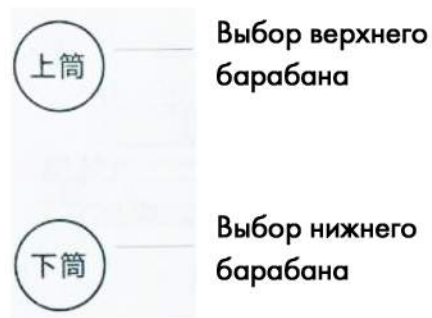 上筒
Выбор верхнего
барабана
下筒
Выбор нижнего
барабана